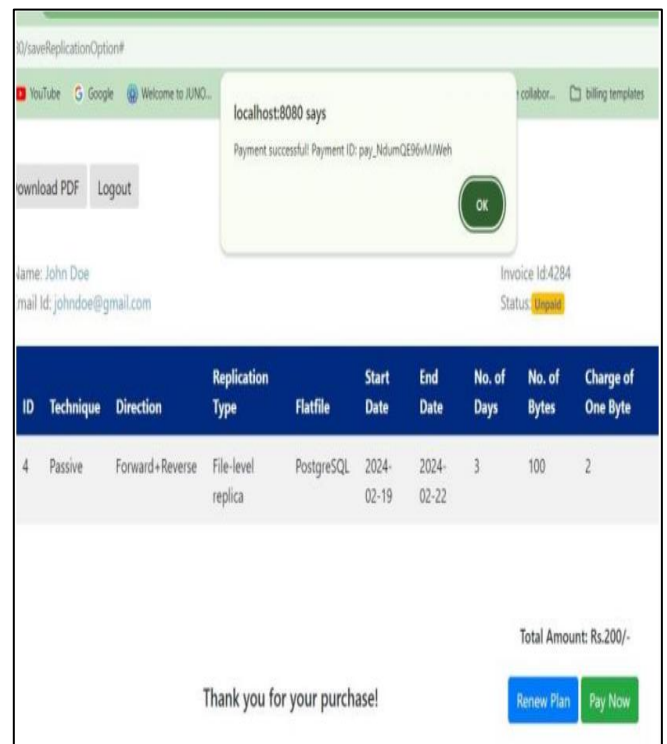 30/saveReplicationOption#
YouTube Google Welcome to JUNO... collabor... billing templates
localhost:8080 says
Payment successful! Payment ID: pay_NdumQE96vMJWeh
OK
ownload PDF Logout
Name: John Doe
mail Id: johndoe@gmail.com
Invoice Id:4284
Status: Unpaid
ID Technique Direction Replication Type Flatfile Start Date End Date No. of Days No. of Bytes Charge of One Byte
4 Passive Forward+Reverse File-level replica PostgreSQL 2024-02-19 2024-02-22 3 100 2
Total Amount: Rs.200/-
Thank you for your purchase! Renew Plan Pay Now